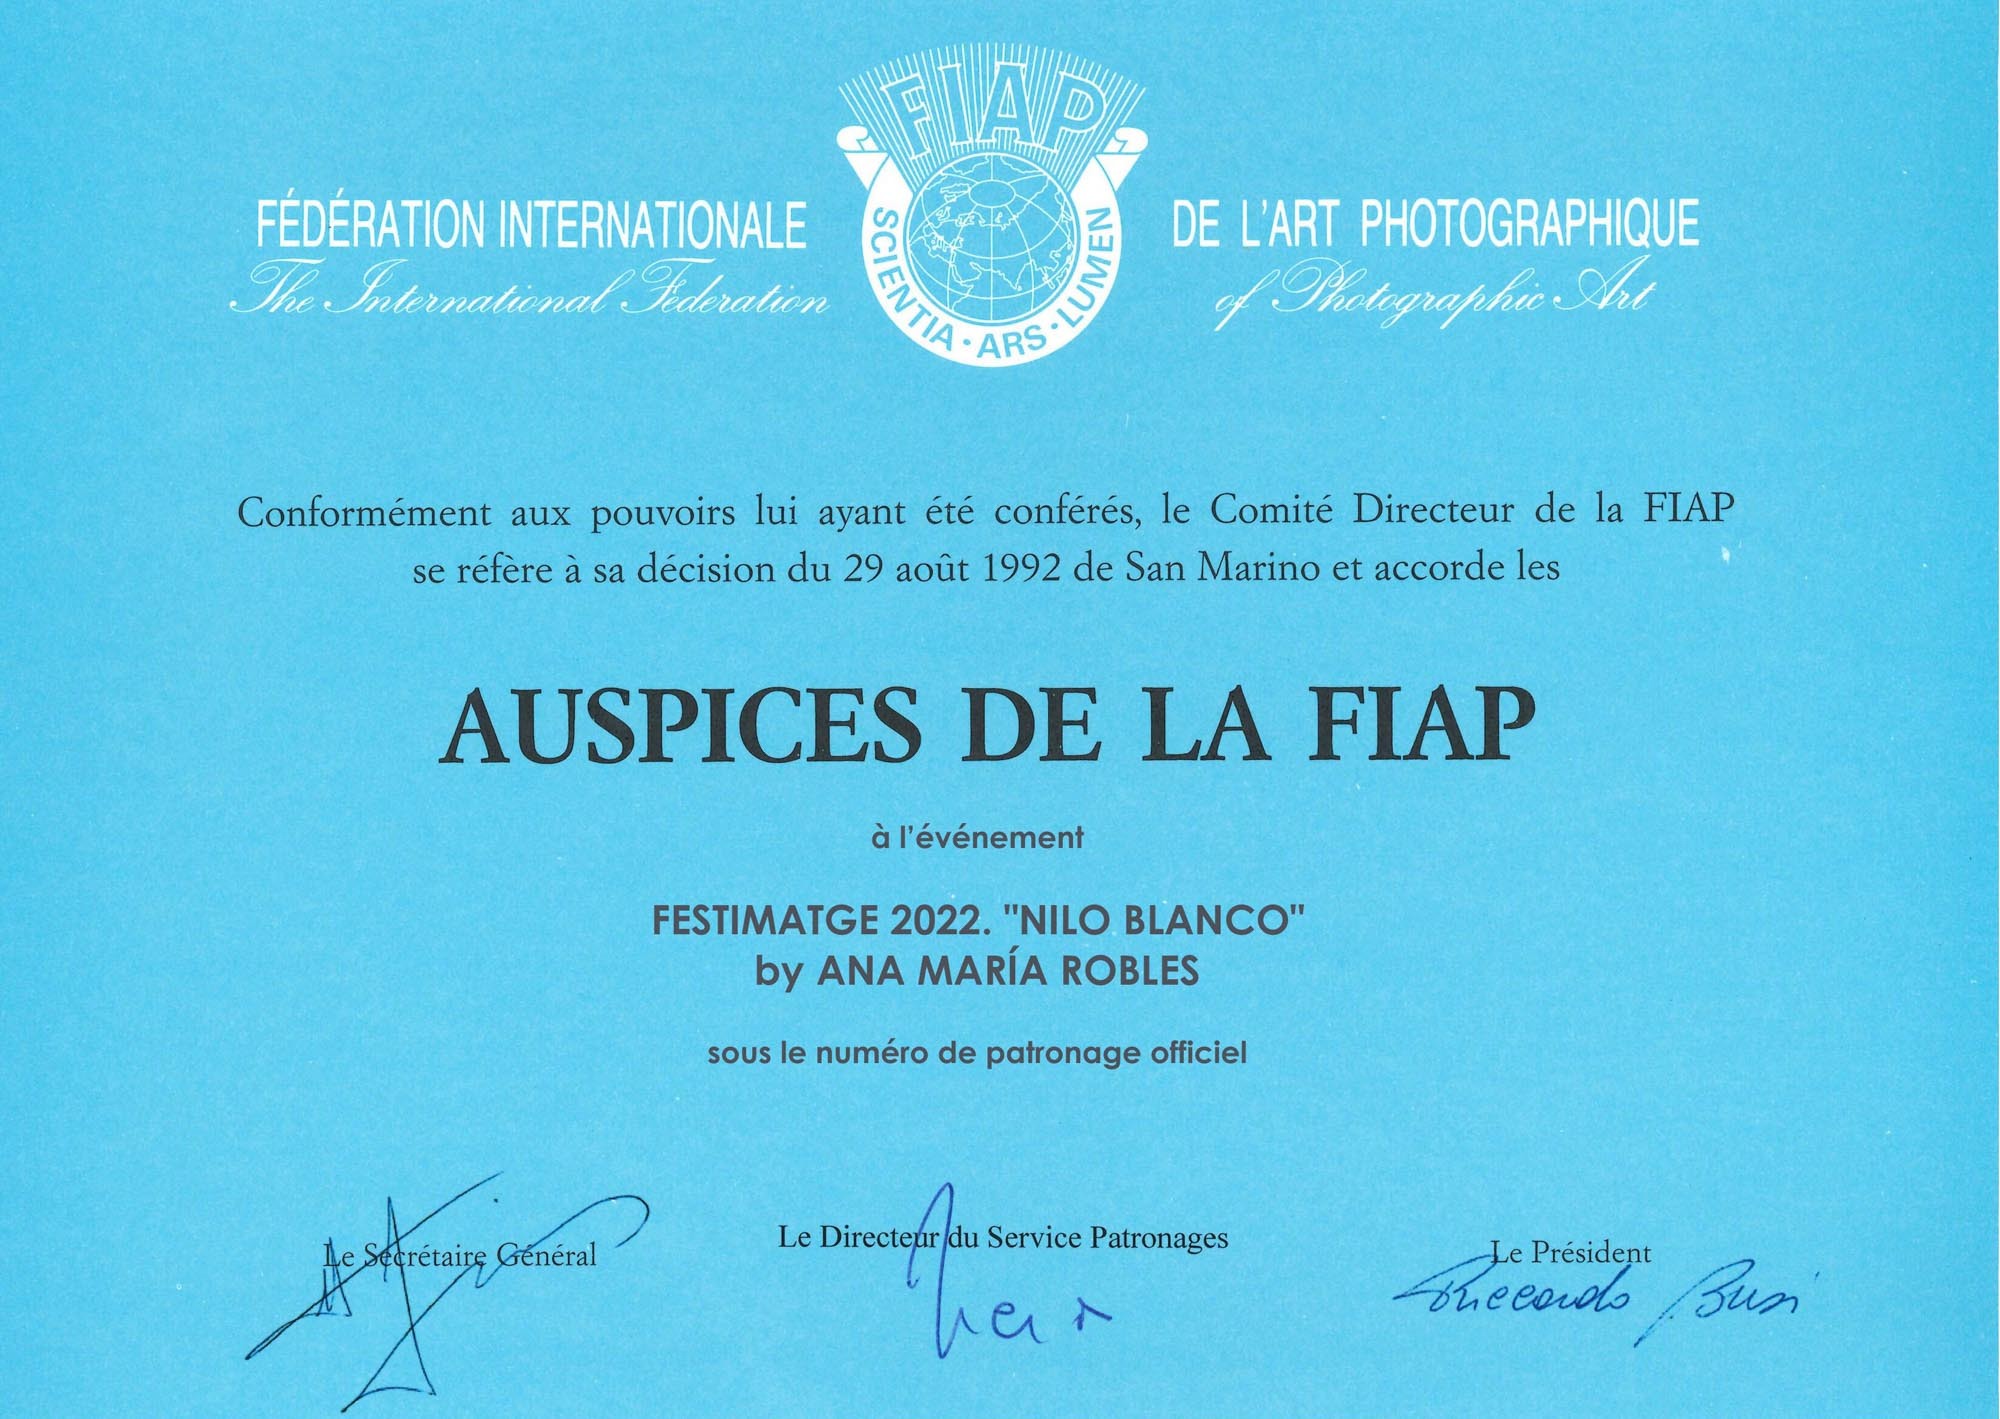 FIAP
SCIENTIA • ARS • LUMEN
FÉDÉRATION INTERNATIONALE DE L'ART PHOTOGRAPHIQUE
The International Federation of Photographic Art
Conformément aux pouvoirs lui ayant été conférés, le Comité Directeur de la FIAP
se réfère à sa décision du 29 août 1992 de San Marino et accorde les
AUSPICES DE LA FIAP
à l'événement
FESTIMATGE 2022. "NILO BLANCO"
by ANA MARÍA ROBLES
sous le numéro de patronage officiel
Le Secrétaire Général
Le Directeur du Service Patronages
Le Président
Riccardo Busi